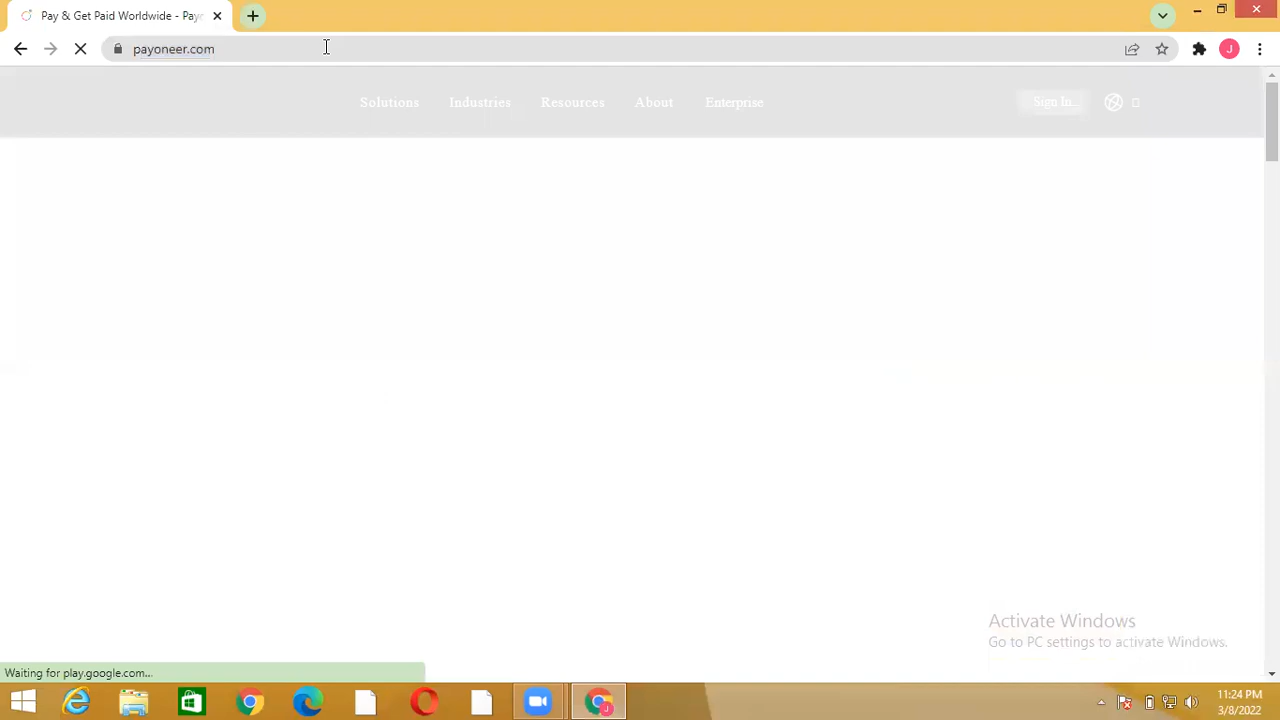 Pay & Get Paid Worldwide - Pay
payoneer.com
J
Solutions Industries Resources About Enterprise Sign In...
Activate Windows
Go to PC settings to activate Windows.
Waiting for play.google.com...
J
11:24 PM
3/8/2022